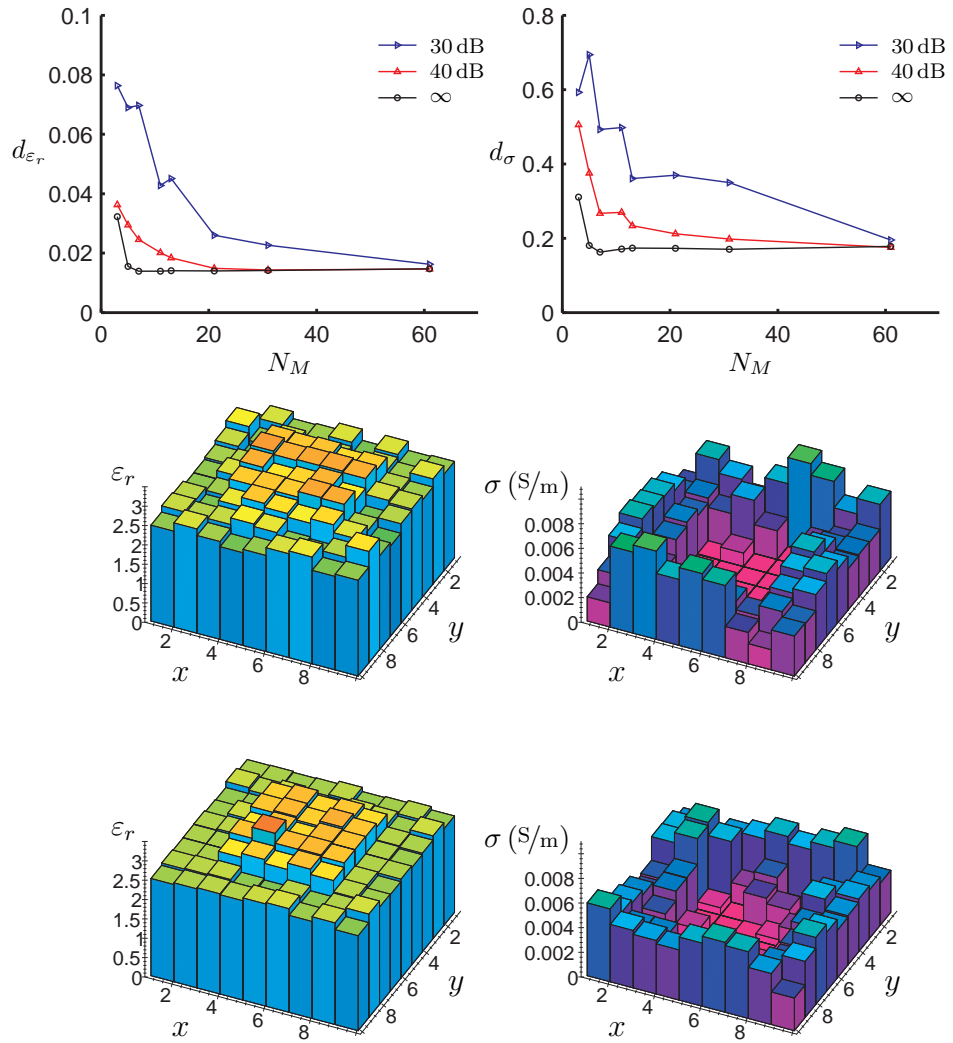 0.1
0.08
0.06
0.04
0.02
0
0 20 40 60
d_{ε_r}
N_M
30 dB
40 dB
∞
0.8
0.6
0.4
0.2
0
0 20 40 60
d_σ
N_M
30 dB
40 dB
∞
ε_r
3
2.5
2
1.5
1
0.5
0
2 4 6 8
x
8 6 4 2
y
σ (S/m)
0.008
0.006
0.004
0.002
0
2 4 6 8
x
8 6 4 2
y
ε_r
3
2.5
2
1.5
1
0.5
0
2 4 6 8
x
8 6 4 2
y
σ (S/m)
0.008
0.006
0.004
0.002
0
2 4 6 8
x
8 6 4 2
y